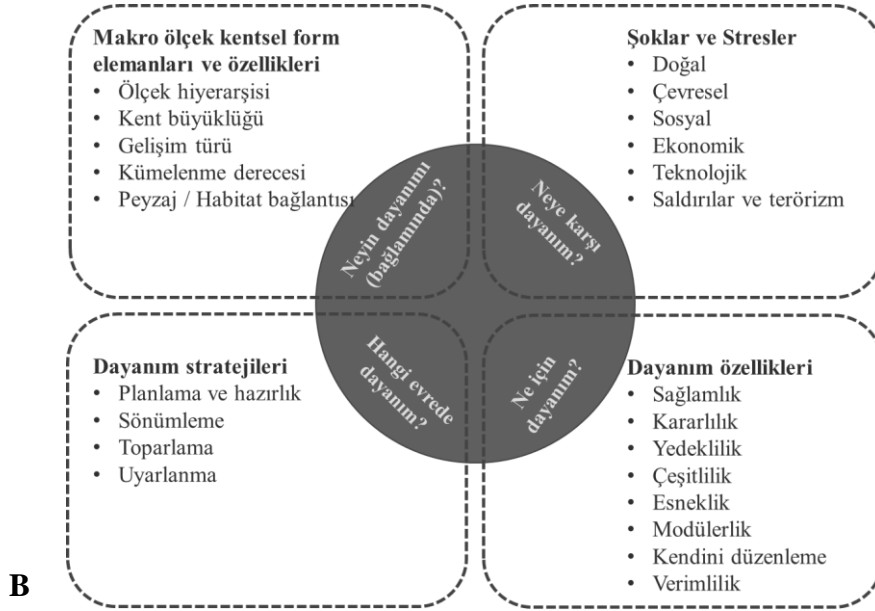 Makro ölçek kentsel form
elemanları ve özellikleri
• Ölçek hiyerarşisi
• Kent büyüklüğü
• Gelişim türü
• Kümelenme derecesi
• Peyzaj / Habitat bağlantısı
Neyin dayanımı
(bağlamında)?
Şoklar ve Stresler
• Doğal
• Çevresel
• Sosyal
• Ekonomik
• Teknolojik
• Saldırılar ve terörizm
Neye karşı
dayanım?
Dayanım stratejileri
• Planlama ve hazırlık
• Sönümleme
• Toparlama
• Uyarlanma
Hangi evrede
dayanım?
Ne için
dayanım?
Dayanım özellikleri
• Sağlamlık
• Kararlılık
• Yedeklilik
• Çeşitlilik
• Esneklik
• Modülerlik
• Kendini düzenleme
• Verimlilik
B